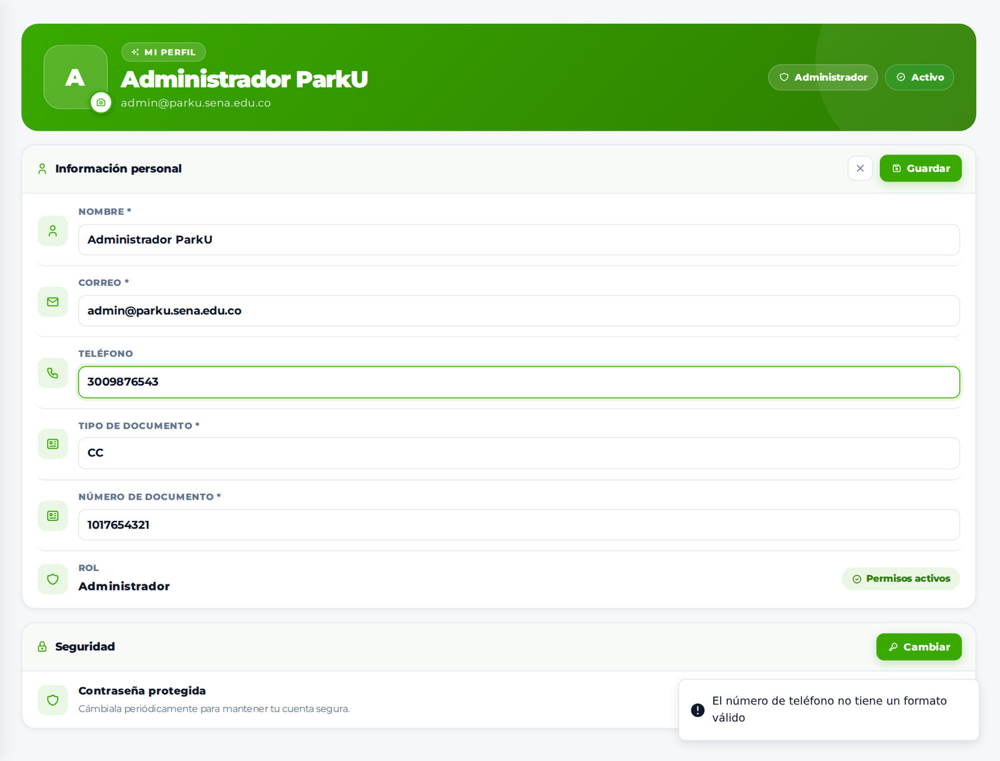 A
MI PERFIL
Administrador ParkU
admin@parku.sena.edu.co
Administrador
Activo
Información personal
Guardar
NOMBRE *
Administrador ParkU
CORREO *
admin@parku.sena.edu.co
TELÉFONO
3009876543
TIPO DE DOCUMENTO *
CC
NÚMERO DE DOCUMENTO *
1017654321
ROL
Administrador
Permisos activos
Seguridad
Cambiar
Contraseña protegida
Cámbiala periódicamente para mantener tu cuenta segura.
El número de teléfono no tiene un formato
válido